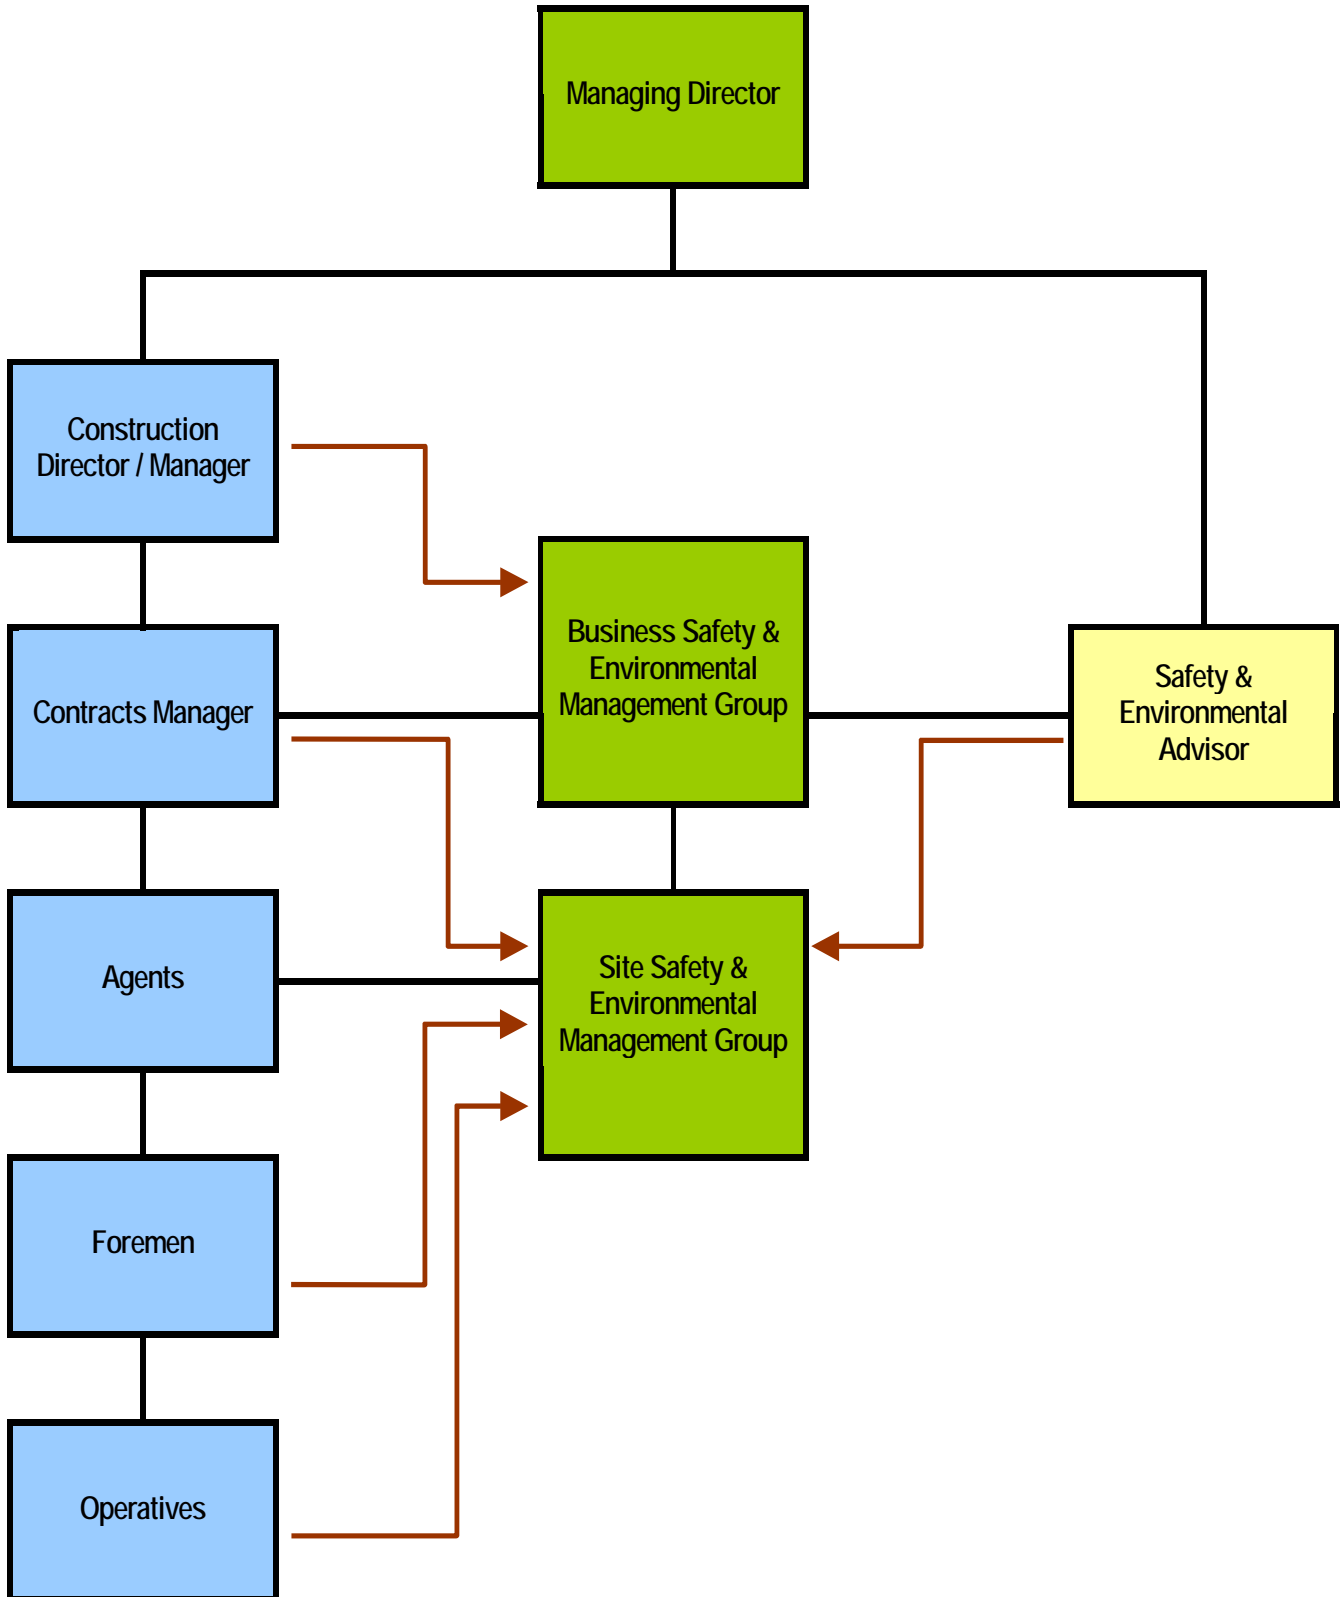 Managing Director
Construction
Director / Manager
Business Safety &
Environmental
Management Group
Contracts Manager
Safety &
Environmental
Advisor
Agents
Site Safety &
Environmental
Management Group
Foremen
Operatives